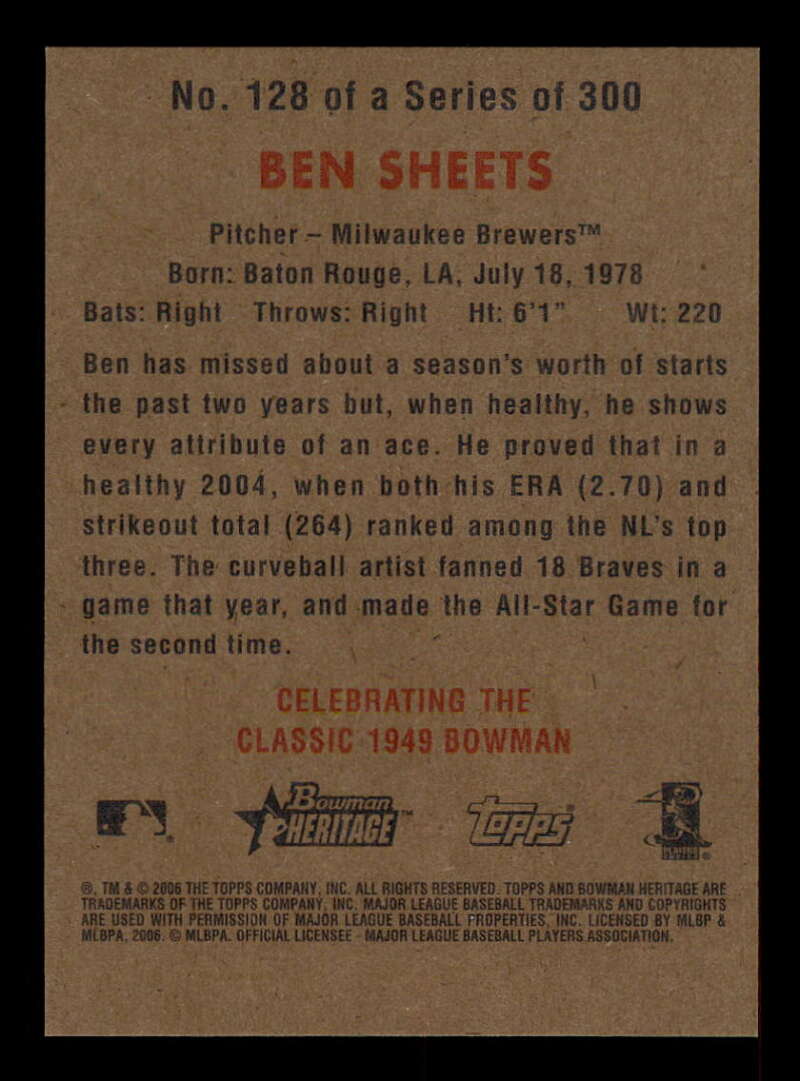 No. 128 of a Series of 300
BEN SHEETS
Pitcher – Milwaukee Brewers™
Born: Baton Rouge, LA, July 18, 1978
Bats: Right Throws: Right Ht: 6'1" Wt: 220
Ben has missed about a season's worth of starts
the past two years but, when healthy, he shows
every attribute of an ace. He proved that in a
healthy 2004, when both his ERA (2.70) and
strikeout total (264) ranked among the NL's top
three. The curveball artist fanned 18 Braves in a
game that year, and made the All-Star Game for
the second time.
CELEBRATING THE
CLASSIC 1949 BOWMAN
Bowman HERITAGE™ TOPPS®
®, TM & © 2006 THE TOPPS COMPANY, INC. ALL RIGHTS RESERVED. TOPPS AND BOWMAN HERITAGE ARE
TRADEMARKS OF THE TOPPS COMPANY, INC. MAJOR LEAGUE BASEBALL TRADEMARKS AND COPYRIGHTS
ARE USED WITH PERMISSION OF MAJOR LEAGUE BASEBALL PROPERTIES, INC. LICENSED BY MLBP &
MLBPA, 2006. © MLBPA. OFFICIAL LICENSEE - MAJOR LEAGUE BASEBALL PLAYERS ASSOCIATION.